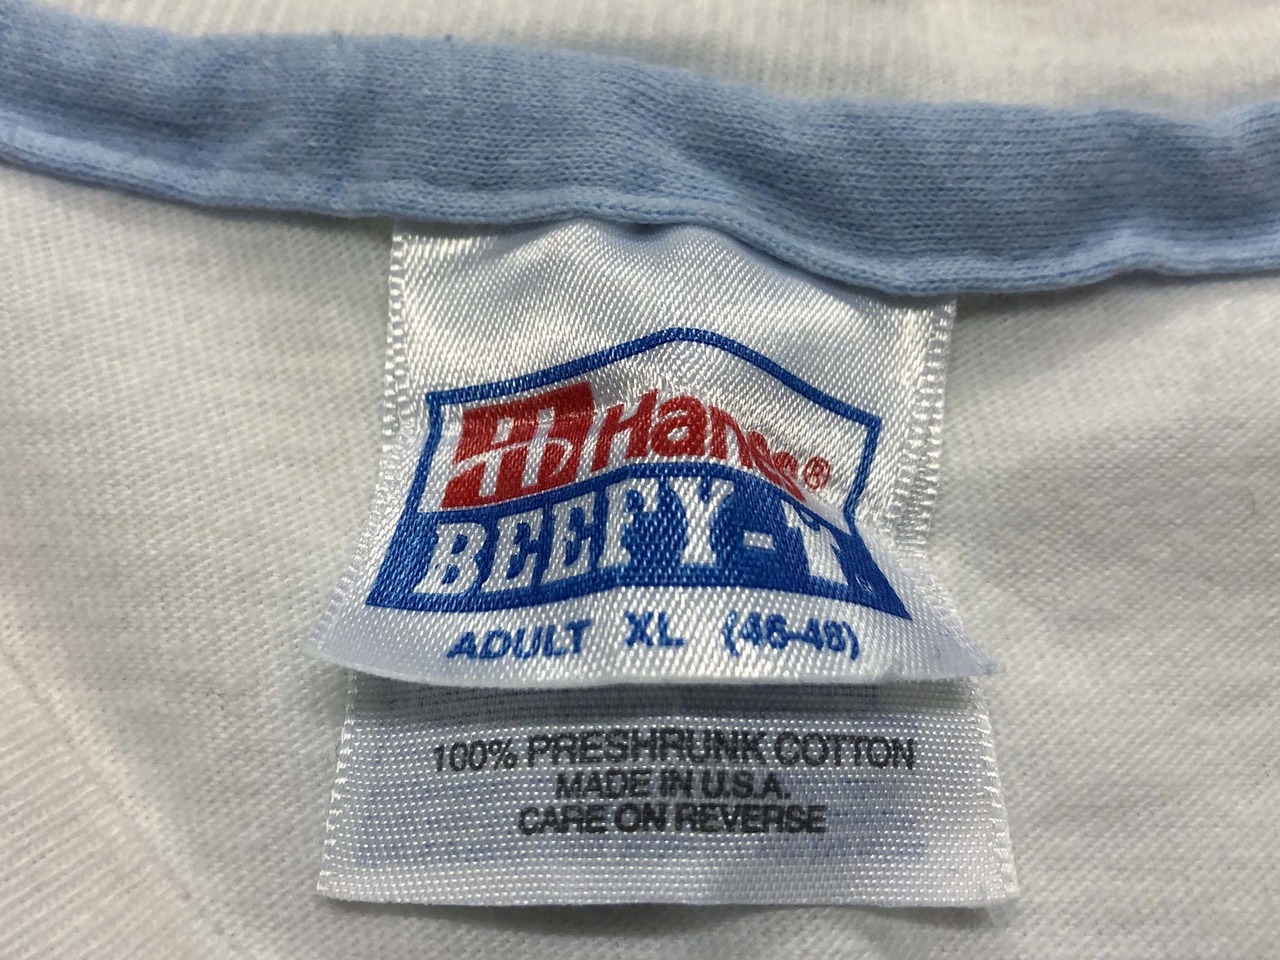 Hanes®
BEEFY-T
ADULT XL (46-48)
100% PRESHRUNK COTTON
MADE IN U.S.A.
CARE ON REVERSE